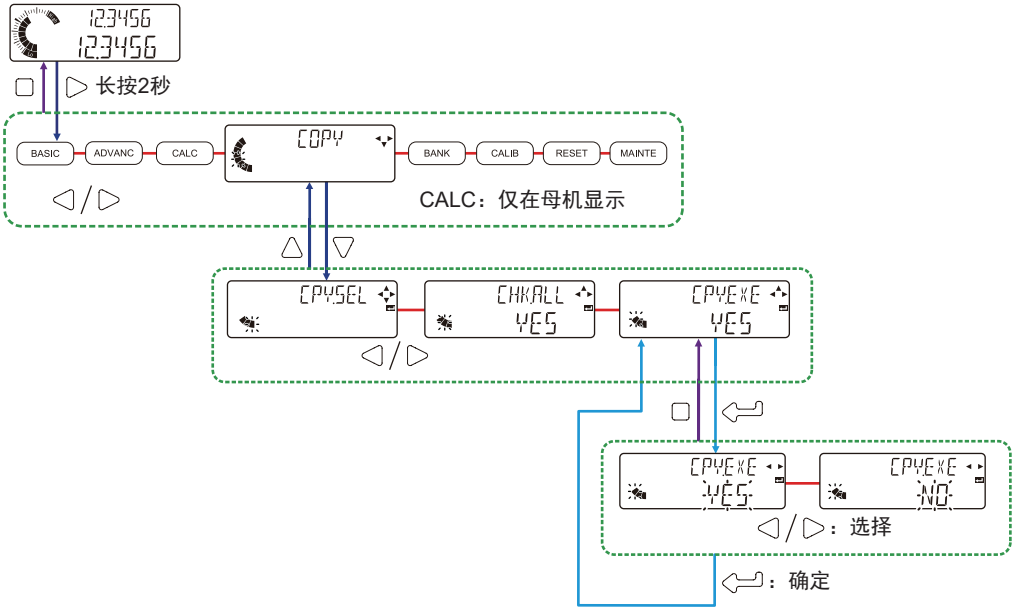 12.3456
12.3456
长按2秒
COPY
BASIC ADVANC CALC BANK CALIB RESET MAINTE
/
CALC：仅在母机显示
CPY.SEL CHK.ALL CPY.EXE
YES YES
/
CPY.EXE CPY.EXE
YES NO
/ ：选择
：确定